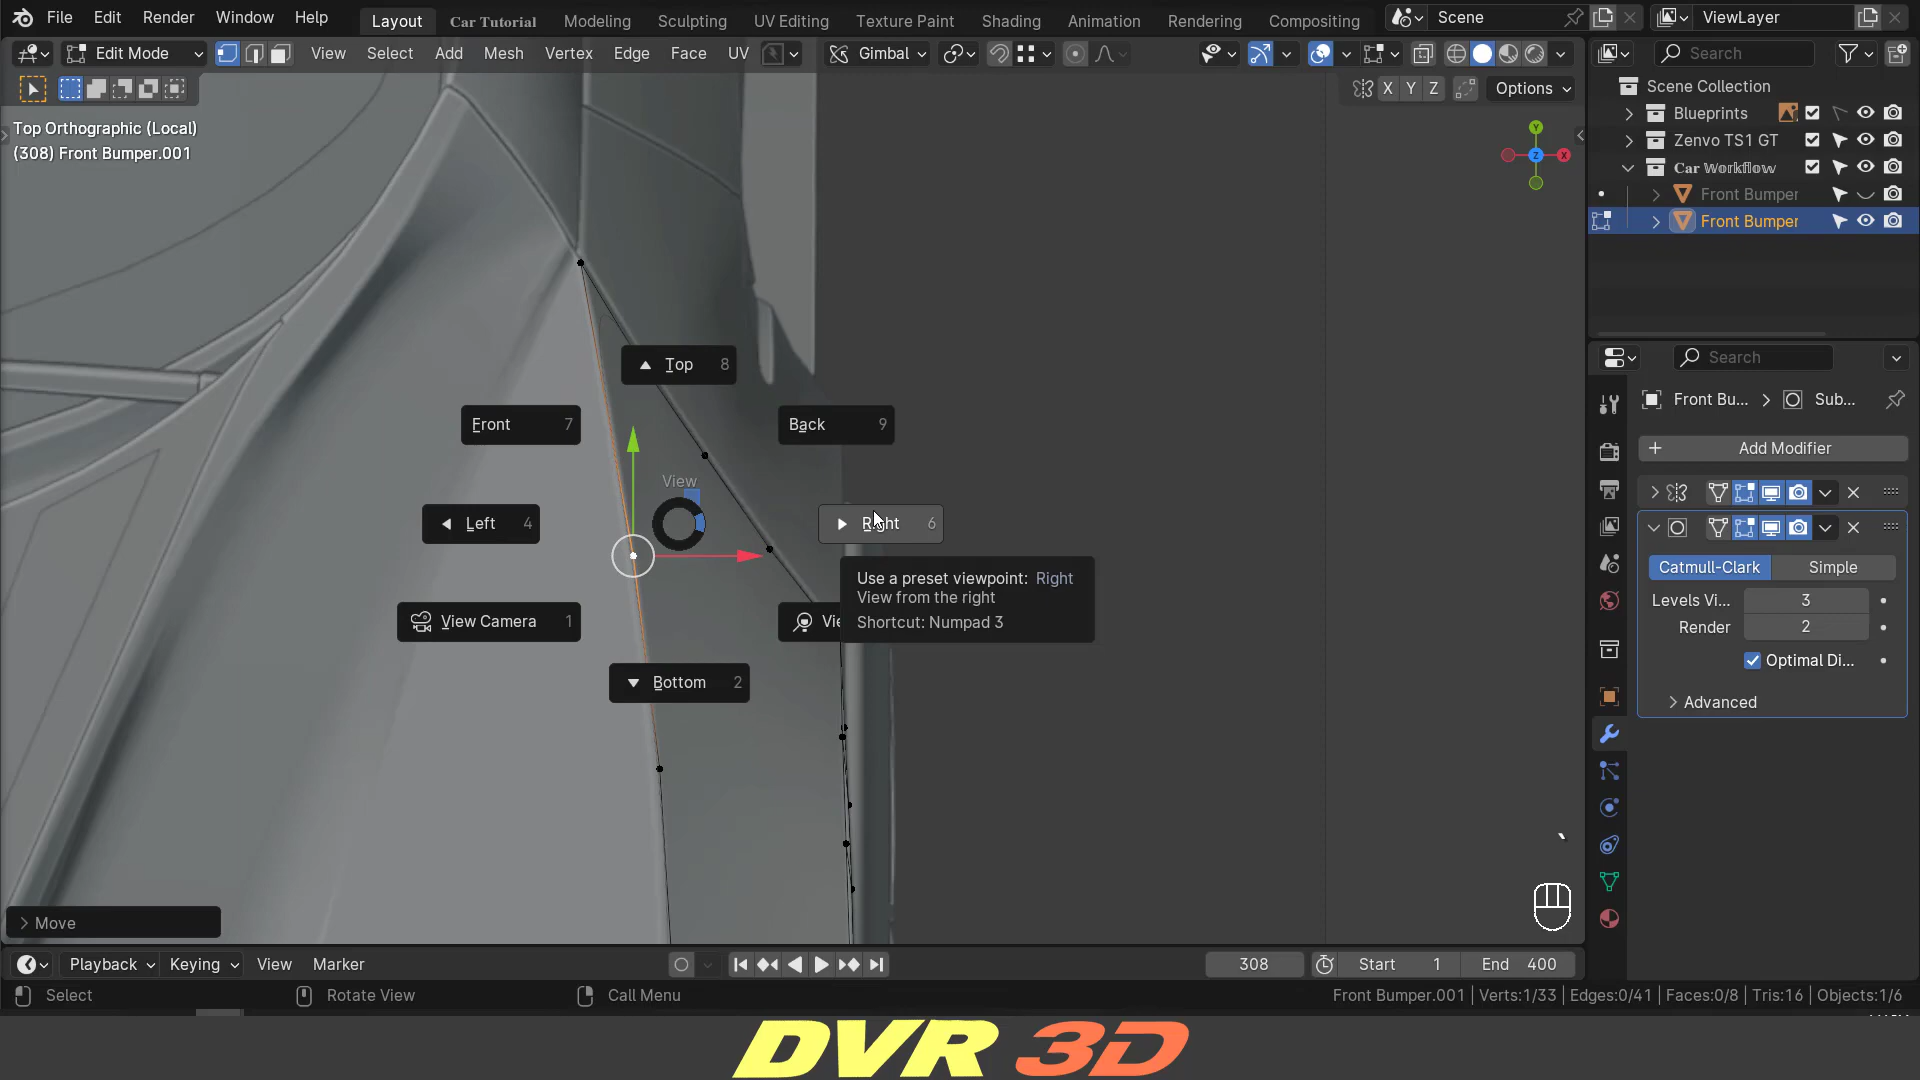 File Edit Render Window Help Layout Car Tutorial Modeling Sculpting UV Editing Texture Paint Shading Animation Rendering Compositing Scene ViewLayer
Edit Mode View Select Add Mesh Vertex Edge Face UV Gimbal Search
X Y Z Options
Scene Collection
Blueprints
Zenvo TS1 GT
Car Workflow
Front Bumper
Front Bumper
Top Orthographic (Local)
(308) Front Bumper.001
Y
Z X
Search
Top 8
Front 7
Back 9
View
Left 4
Right 6
View Camera 1
Vie
Bottom 2
Use a preset viewpoint: Right
View from the right
Shortcut: Numpad 3
Front Bu... Sub...
Add Modifier
Catmull-Clark Simple
Levels Vi... 3
Render 2
Optimal Di...
Advanced
`
Move
Playback Keying View Marker 308 Start 1 End 400
Select Rotate View Call Menu Front Bumper.001 | Verts:1/33 | Edges:0/41 | Faces:0/8 | Tris:16 | Objects:1/6
DVR 3D